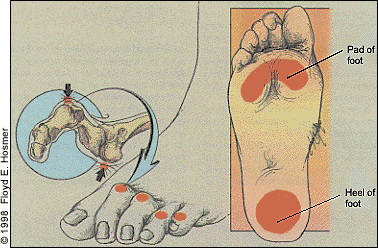 Pad of
foot
Heel of
foot
© 1998 Floyd E. Hosmer